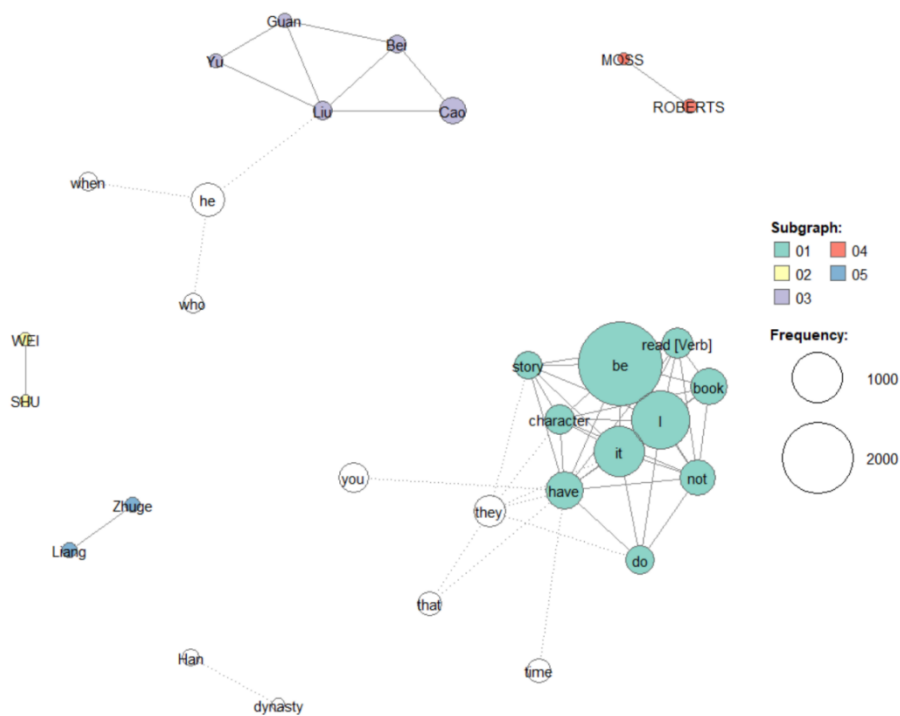 Guan
Bei
Yu
Liu
Cao
MOSS
ROBERTS
when
he
who
Subgraph:
01
04
02
05
03
WEI
SHU
Frequency:
1000
2000
read [Verb]
story
be
book
character
I
it
not
have
you
they
Zhuge
Liang
do
that
Han
time
dynasty